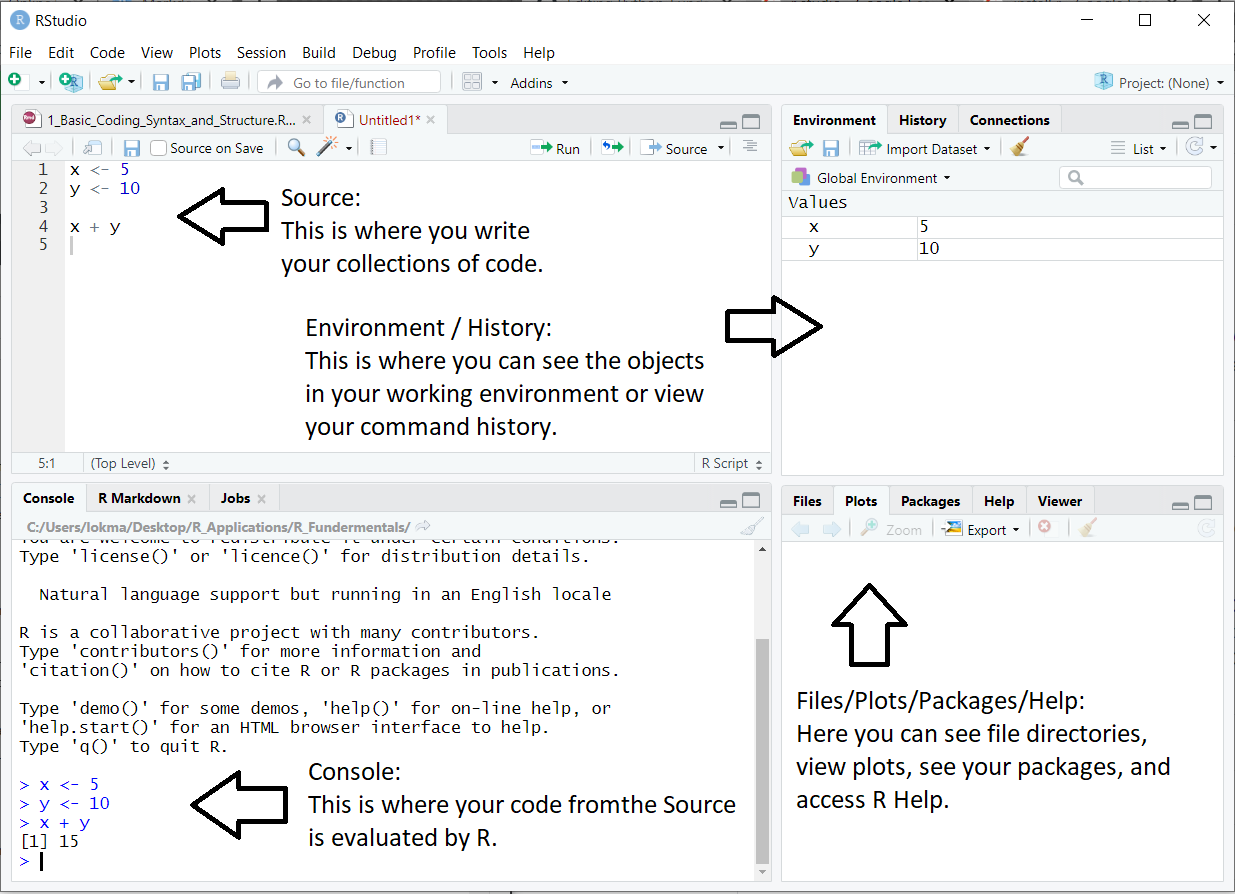 RStudio
File Edit Code View Plots Session Build Debug Profile Tools Help
Go to file/function Addins Project: (None)
1_Basic_Coding_Syntax_and_Structure.R... Untitled1*
Source on Save Run Source
1 x <- 5
2 y <- 10
3
4 x + y
5
Source:
This is where you write
your collections of code.
Environment / History:
This is where you can see the objects
in your working environment or view
your command history.
5:1 (Top Level) R Script
Environment History Connections
Import Dataset List
Global Environment
Values
x 5
y 10
Console R Markdown Jobs
C:/Users/lokma/Desktop/R_Applications/R_Fundermentals/
You are welcome to redistribute it under certain conditions.
Type 'license()' or 'licence()' for distribution details.
Natural language support but running in an English locale
R is a collaborative project with many contributors.
Type 'contributors()' for more information and
'citation()' on how to cite R or R packages in publications.
Type 'demo()' for some demos, 'help()' for on-line help, or
'help.start()' for an HTML browser interface to help.
Type 'q()' to quit R.
> x <- 5
> y <- 10
> x + y
[1] 15
>
Console:
This is where your code fromthe Source
is evaluated by R.
Files Plots Packages Help Viewer
Zoom Export
Files/Plots/Packages/Help:
Here you can see file directories,
view plots, see your packages, and
access R Help.